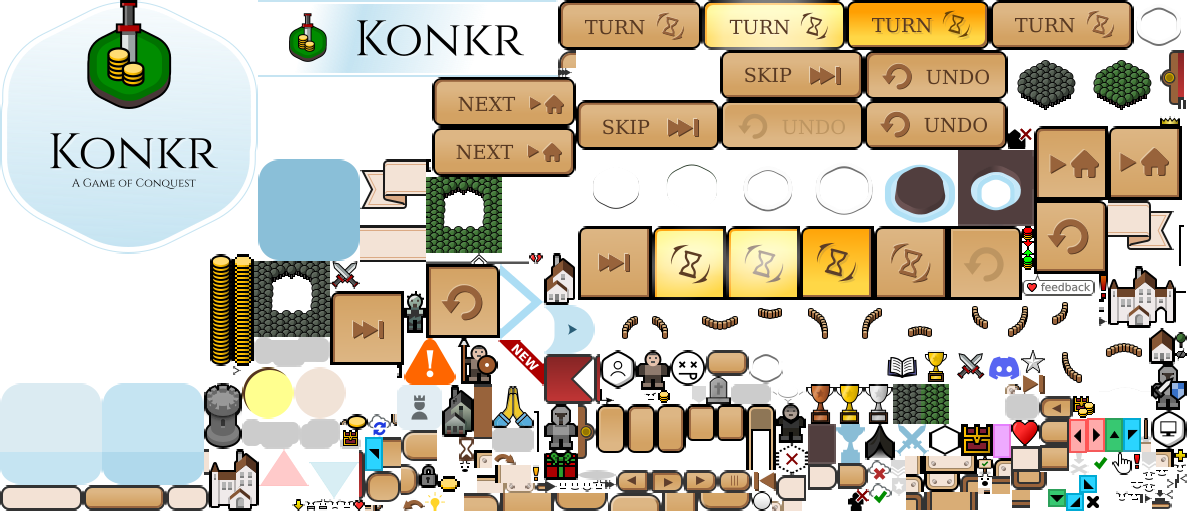 KONKR
A GAME OF CONQUEST
KONKR
TURN
TURN
TURN
TURN
SKIP
UNDO
NEXT
SKIP
UNDO
UNDO
NEXT
feedback
NEW